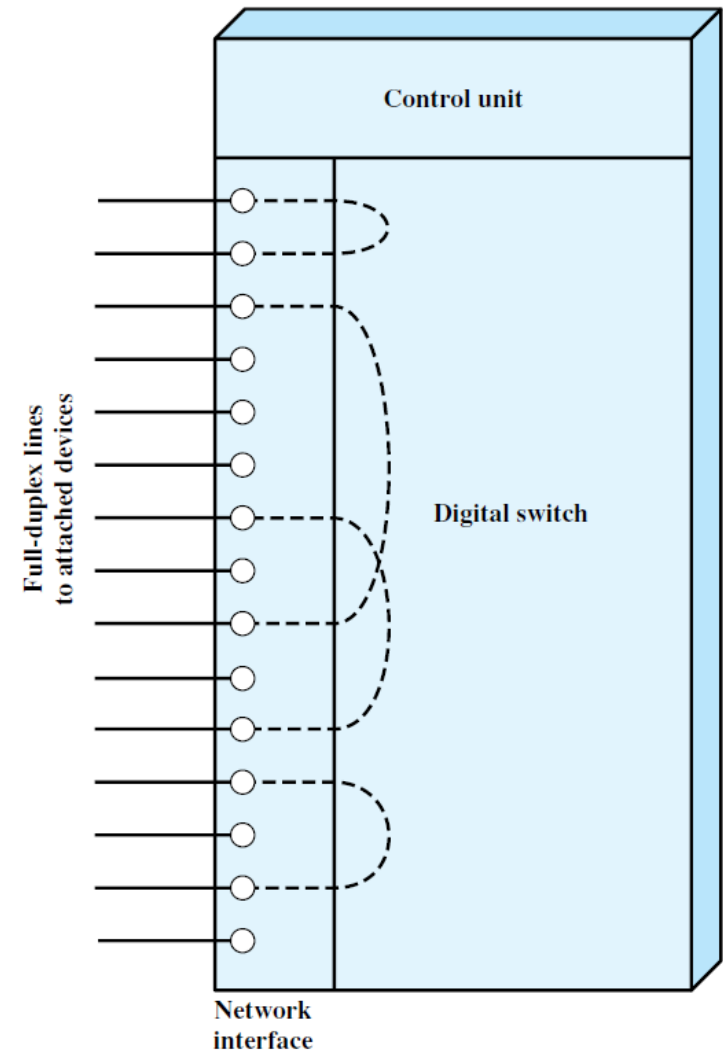 Control unit
Full-duplex lines
to attached devices
Digital switch
Network
interface